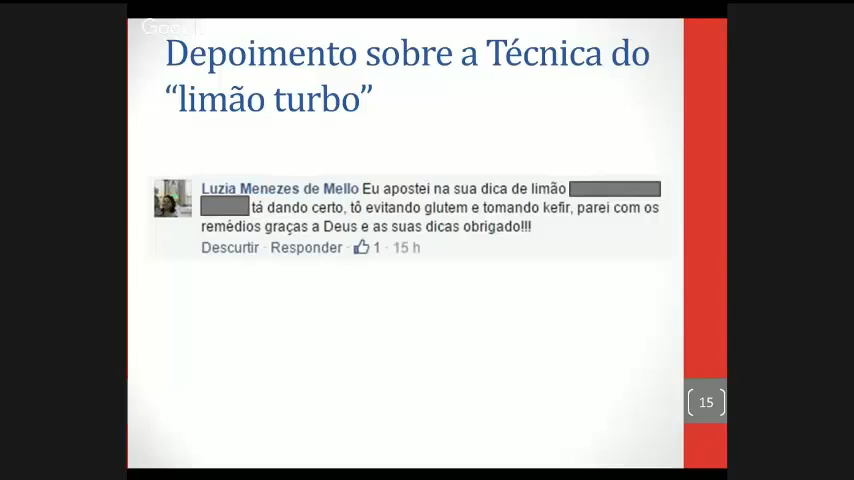 Depoimento sobre a Técnica do
“limão turbo”
Luzia Menezes de Mello Eu apostei na sua dica de limão
tá dando certo, tô evitando glutem e tomando kefir, parei com os
remédios graças a Deus e as suas dicas obrigado!!!
Descurtir · Responder · 1 · 15 h
15